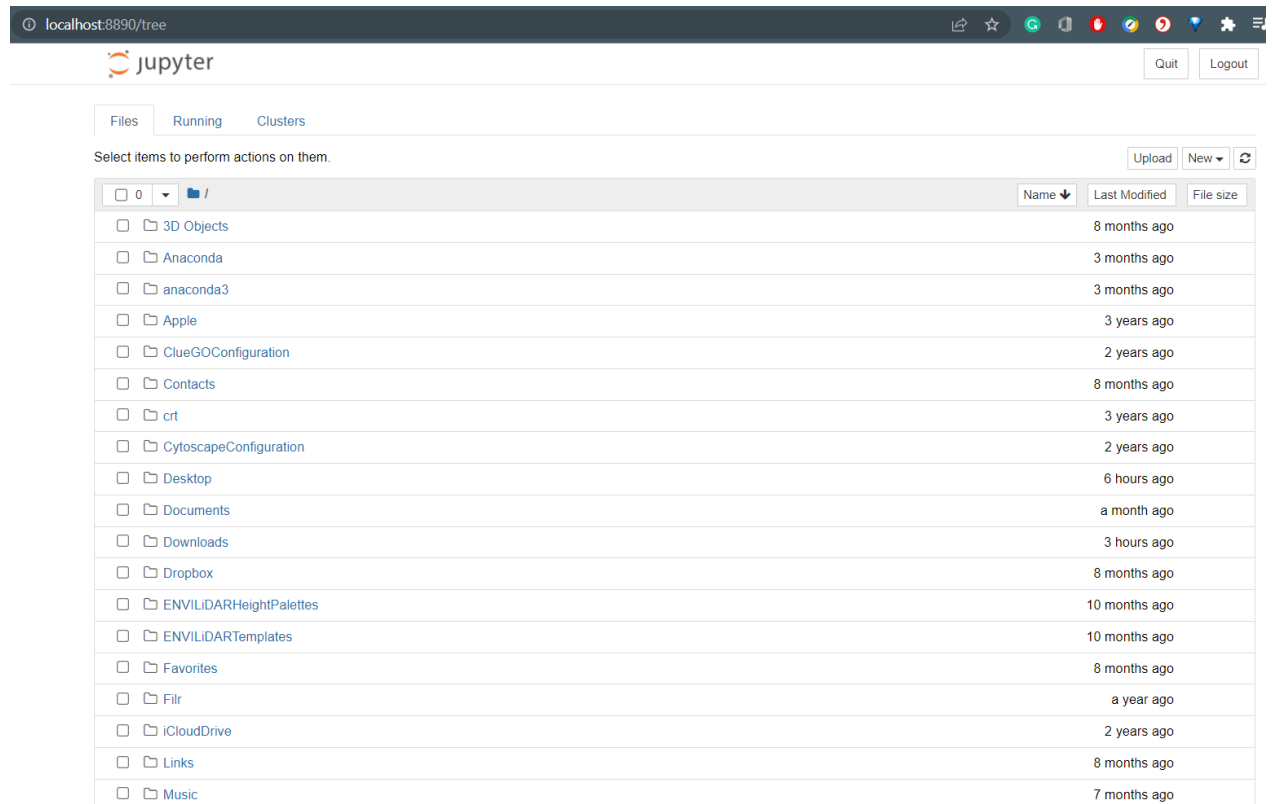 localhost:8890/tree
jupyter
Quit Logout
Files Running Clusters
Select items to perform actions on them.
Upload New
0 / Name Last Modified File size
3D Objects 8 months ago
Anaconda 3 months ago
anaconda3 3 months ago
Apple 3 years ago
ClueGOConfiguration 2 years ago
Contacts 8 months ago
crt 3 years ago
CytoscapeConfiguration 2 years ago
Desktop 6 hours ago
Documents a month ago
Downloads 3 hours ago
Dropbox 8 months ago
ENVILiDARHeightPalettes 10 months ago
ENVILiDARTemplates 10 months ago
Favorites 8 months ago
Filr a year ago
iCloudDrive 2 years ago
Links 8 months ago
Music 7 months ago